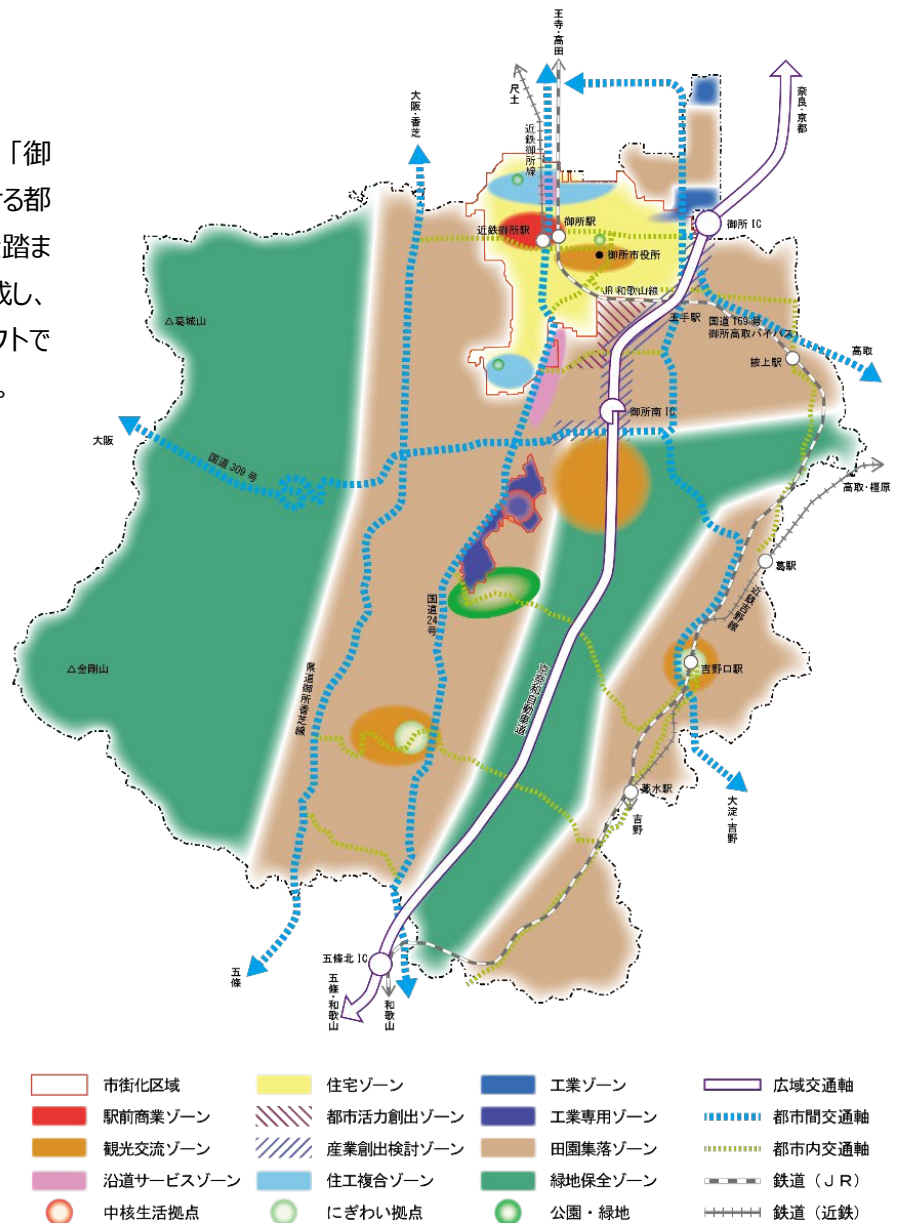 「御
ける都
踏ま
成し、
フトで
。
王寺・高田
尺土
近鉄御所線
大阪・香芝
奈良・京都
近鉄御所駅
御所駅
御所IC
御所市役所
JR和歌山線
玉手駅
国道169号
御所高取バイパス
掖上駅
高取
△葛城山
大阪
国道309号
御所南IC
高取・橿原
葛駅
近鉄吉野線
国道24号
吉野口駅
△金剛山
県道御所香芝線
京奈和自動車道
薬水駅
吉野
大淀・吉野
五條北IC
五條
五條・和歌山
和歌山
市街化区域
住宅ゾーン
工業ゾーン
広域交通軸
駅前商業ゾーン
都市活力創出ゾーン
工業専用ゾーン
都市間交通軸
観光交流ゾーン
産業創出検討ゾーン
田園集落ゾーン
都市内交通軸
沿道サービスゾーン
住工複合ゾーン
緑地保全ゾーン
鉄道（ＪＲ）
中核生活拠点
にぎわい拠点
公園・緑地
鉄道（近鉄）